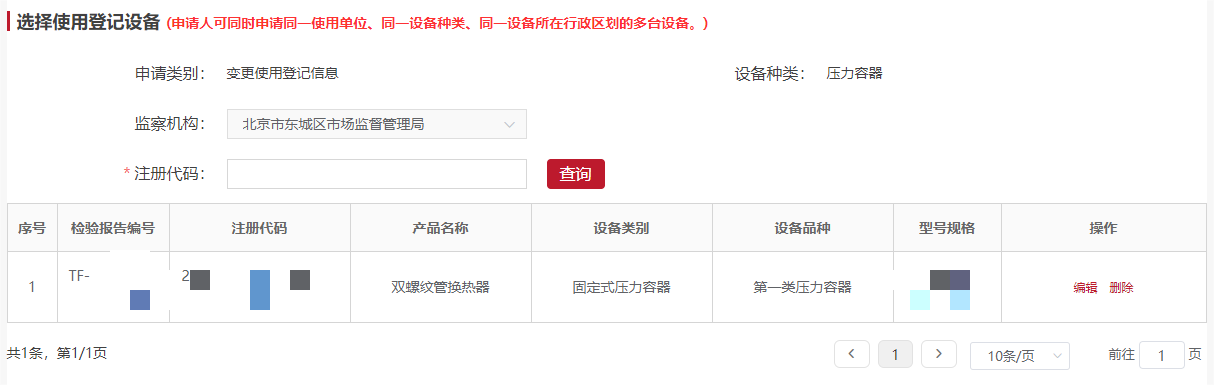 选择使用登记设备 (申请人可同时申请同一使用单位、同一设备种类、同一设备所在行政区划的多台设备。)
申请类别： 变更使用登记信息 设备种类： 压力容器
监察机构： 北京市东城区市场监督管理局
* 注册代码： 查询
序号 检验报告编号 注册代码 产品名称 设备类别 设备品种 型号规格 操作
1 TF- 2 双螺纹管换热器 固定式压力容器 第一类压力容器 编辑 删除
共1条，第1/1页 1 10条/页 前往 1 页